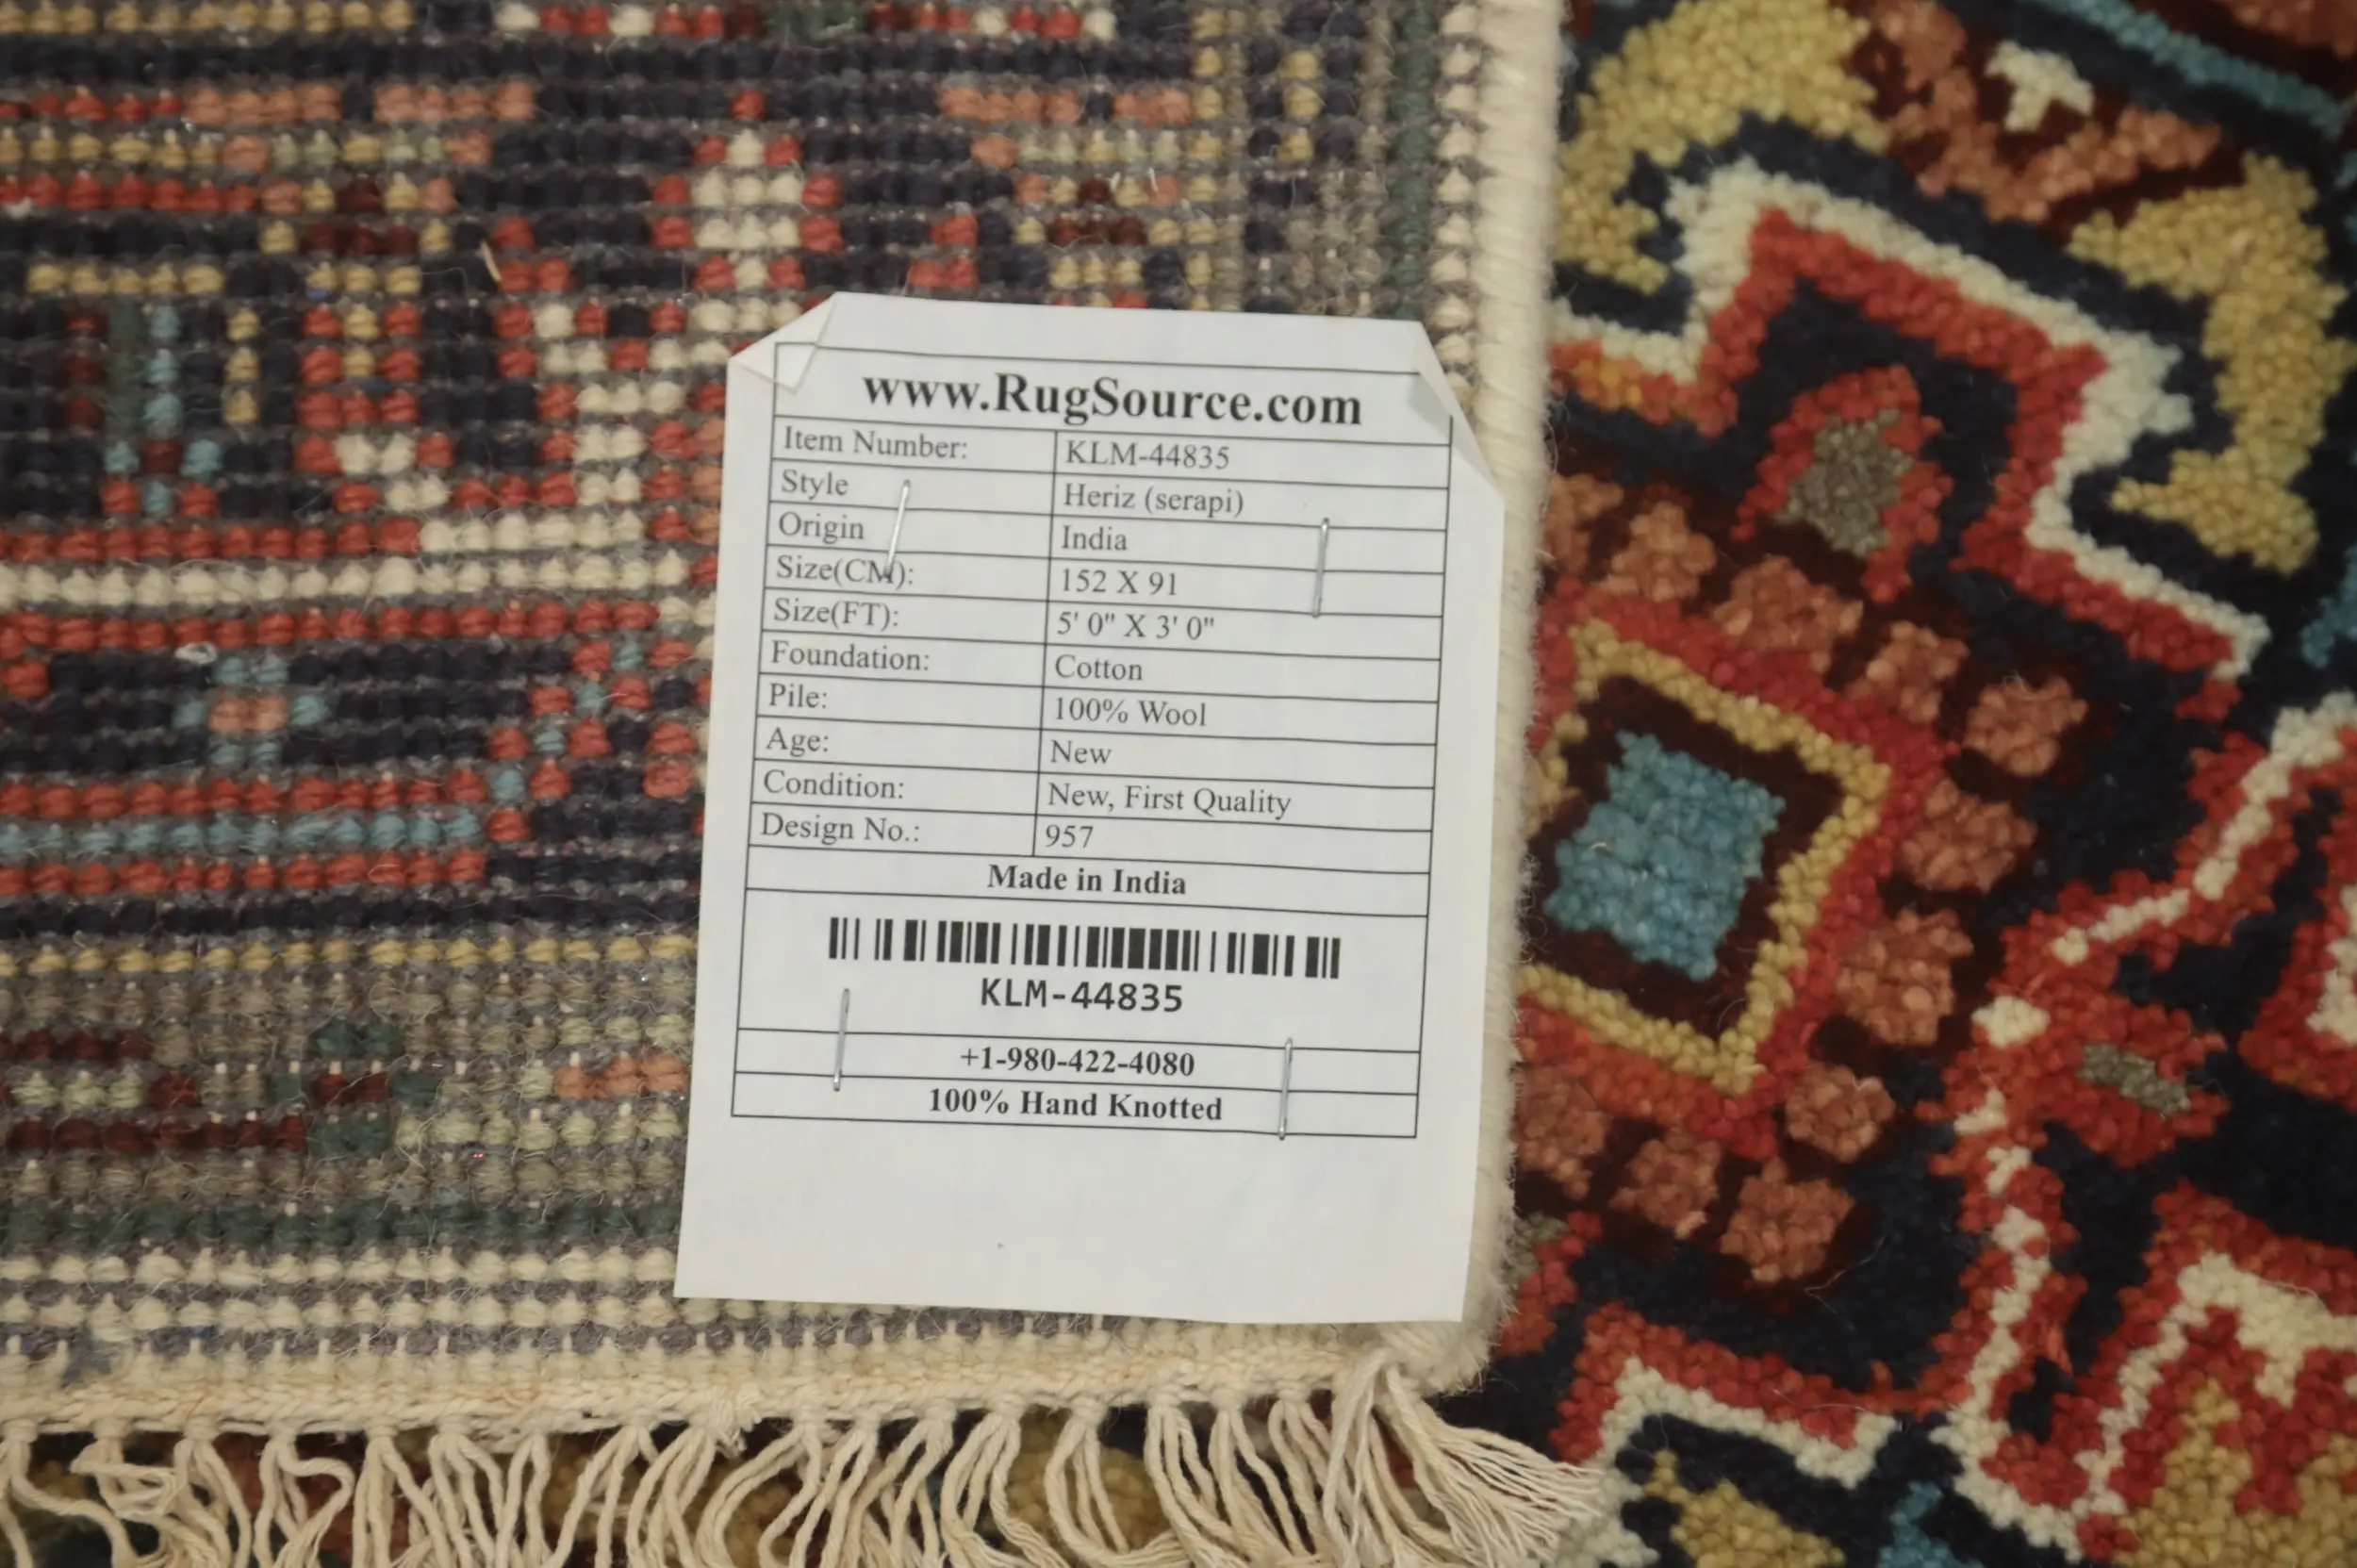 www.RugSource.com
Item Number: KLM-44835
Style Heriz (serapi)
Origin India
Size(CM): 152 X 91
Size(FT): 5' 0" X 3' 0"
Foundation: Cotton
Pile: 100% Wool
Age: New
Condition: New, First Quality
Design No.: 957
Made in India
KLM-44835
+1-980-422-4080
100% Hand Knotted